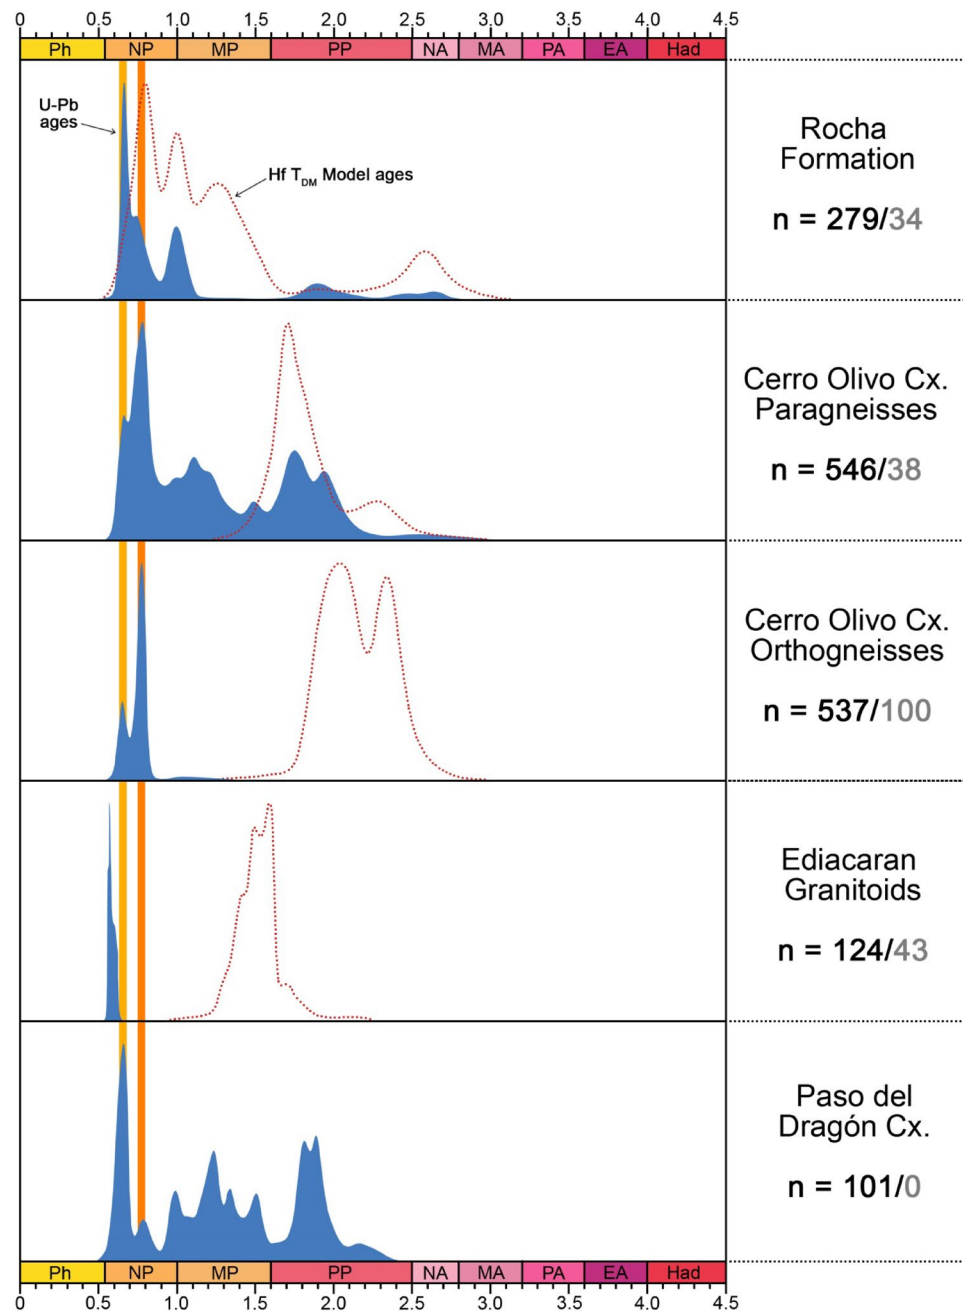 0 0.5 1.0 1.5 2.0 2.5 3.0 3.5 4.0 4.5
Ph NP MP PP NA MA PA EA Had
U-Pb
ages
Hf TDM Model ages
Rocha
Formation
n = 279/34
Cerro Olivo Cx.
Paragneisses
n = 546/38
Cerro Olivo Cx.
Orthogneisses
n = 537/100
Ediacaran
Granitoids
n = 124/43
Paso del
Dragón Cx.
n = 101/0
Ph NP MP PP NA MA PA EA Had
0 0.5 1.0 1.5 2.0 2.5 3.0 3.5 4.0 4.5